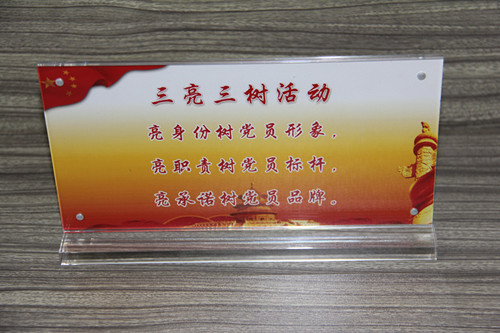 三亮三树活动
亮身份树党员形象。
亮职责树党员标杆。
亮承诺树党员品牌。